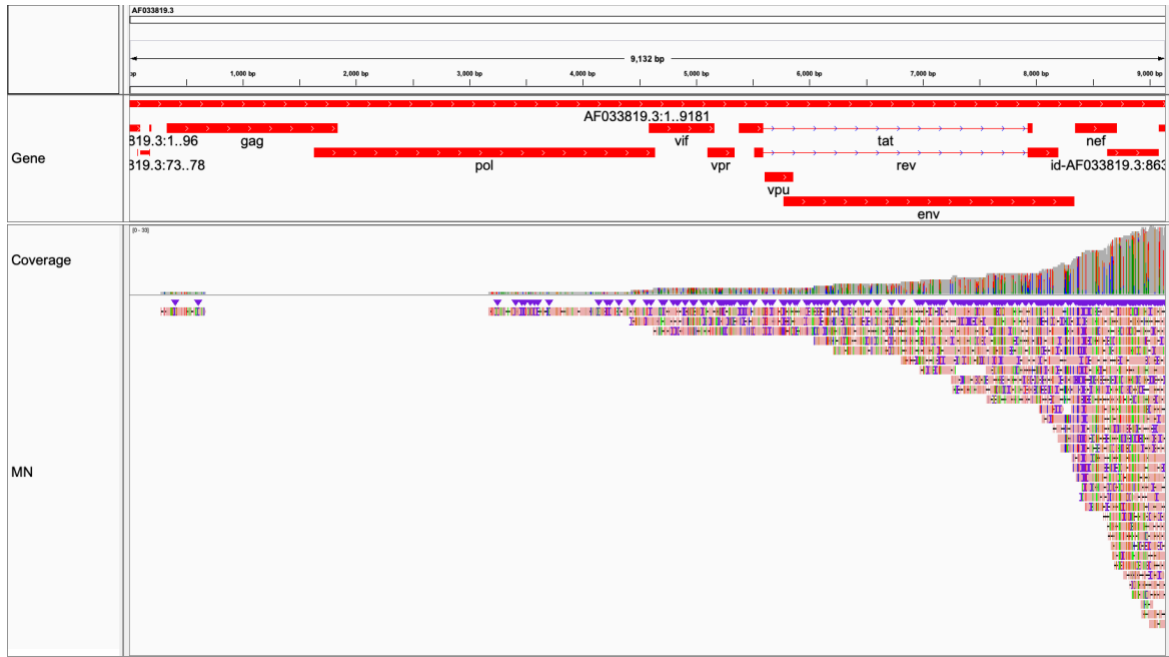 AF033819.3
9,132 bp
bp 1,000 bp 2,000 bp 3,000 bp 4,000 bp 5,000 bp 6,000 bp 7,000 bp 8,000 bp 9,000 bp
Gene
AF033819.3:1..9181
819.3:1..96 gag vif tat nef
819.3:73..78 pol vpr rev id-AF033819.3:863
vpu
env
Coverage
[0 - 33]
MN